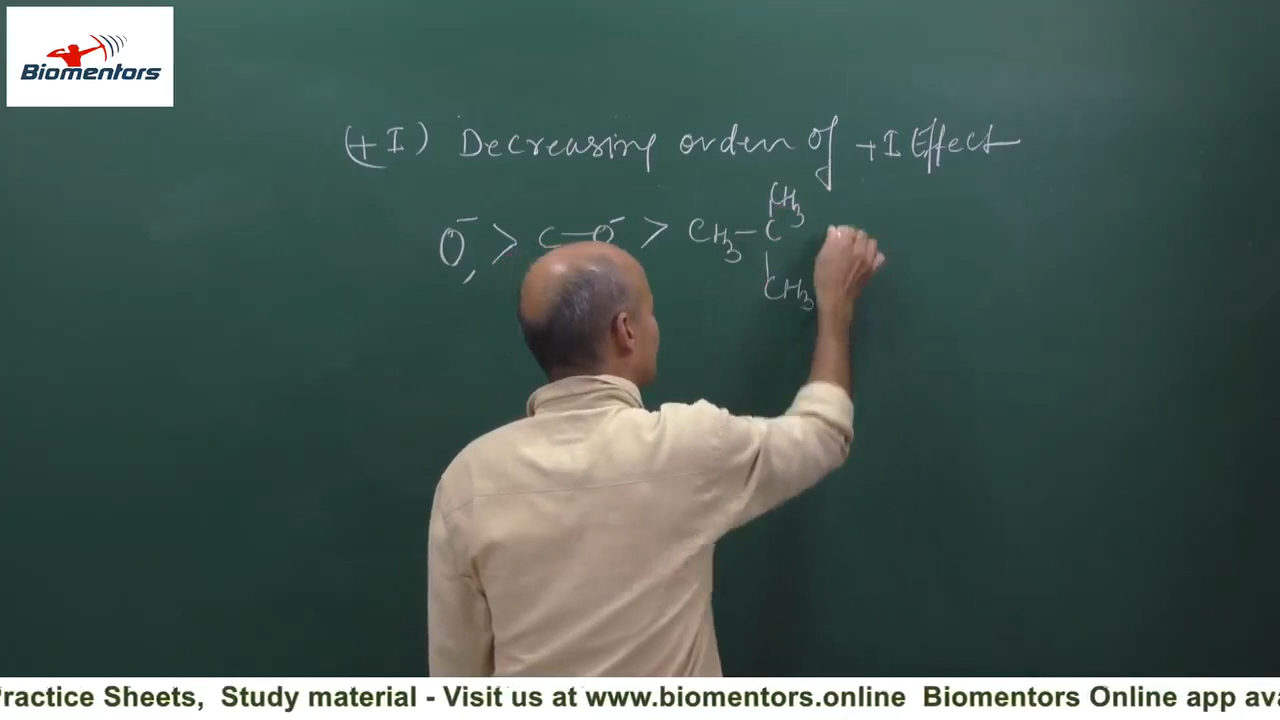 Biomentors
(+I) Decreasing order of +I Effect
CH3
O⁻, > C—O⁻ > CH3—C
CH3
Practice Sheets, Study material - Visit us at www.biomentors.online Biomentors Online app ava